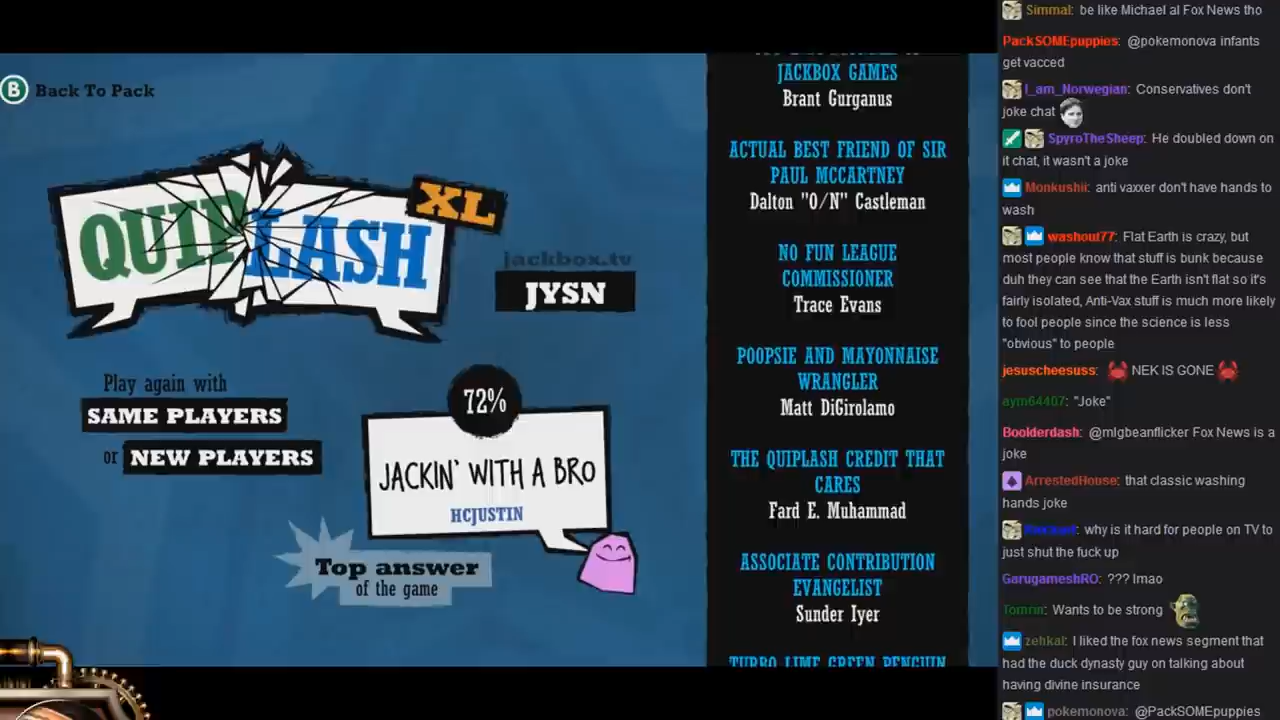 B Back To Pack
QUIPLASH XL
jackbox.tv
JYSN
Play again with
SAME PLAYERS
or NEW PLAYERS
72%
JACKIN' WITH A BRO
HCJUSTIN
Top answer
of the game
JACKBOX GAMES
Brant Gurganus
ACTUAL BEST FRIEND OF SIR
PAUL MCCARTNEY
Dalton "O/N" Castleman
NO FUN LEAGUE
COMMISSIONER
Trace Evans
POOPSIE AND MAYONNAISE
WRANGLER
Matt DiGirolamo
THE QUIPLASH CREDIT THAT
CARES
Fard E. Muhammad
ASSOCIATE CONTRIBUTION
EVANGELIST
Sunder Iyer
TURBO LIME GREEN PENGUIN
Simmal: be like Michael al Fox News tho
PackSOMEpuppies: @pokemonova infants
get vacced
I_am_Norwegian: Conservatives don't
joke chat
SpyroTheSheep: He doubled down on
it chat, it wasn't a joke
Monkushii: anti vaxxer don't have hands to
wash
washout77: Flat Earth is crazy, but
most people know that stuff is bunk because
duh they can see that the Earth isn't flat so it's
fairly isolated, Anti-Vax stuff is much more likely
to fool people since the science is less
"obvious" to people
jesuscheesuss: NEK IS GONE
aym64407: "Joke"
Boolderdash: @mlgbeanflicker Fox News is a
joke
ArrestedHouse: that classic washing
hands joke
why is it hard for people on TV to
just shut the fuck up
GarugameshRO: ??? lmao
Tomrin: Wants to be strong
zehkal: I liked the fox news segment that
had the duck dynasty guy on talking about
having divine insurance
pokemonova: @PackSOMEpuppies